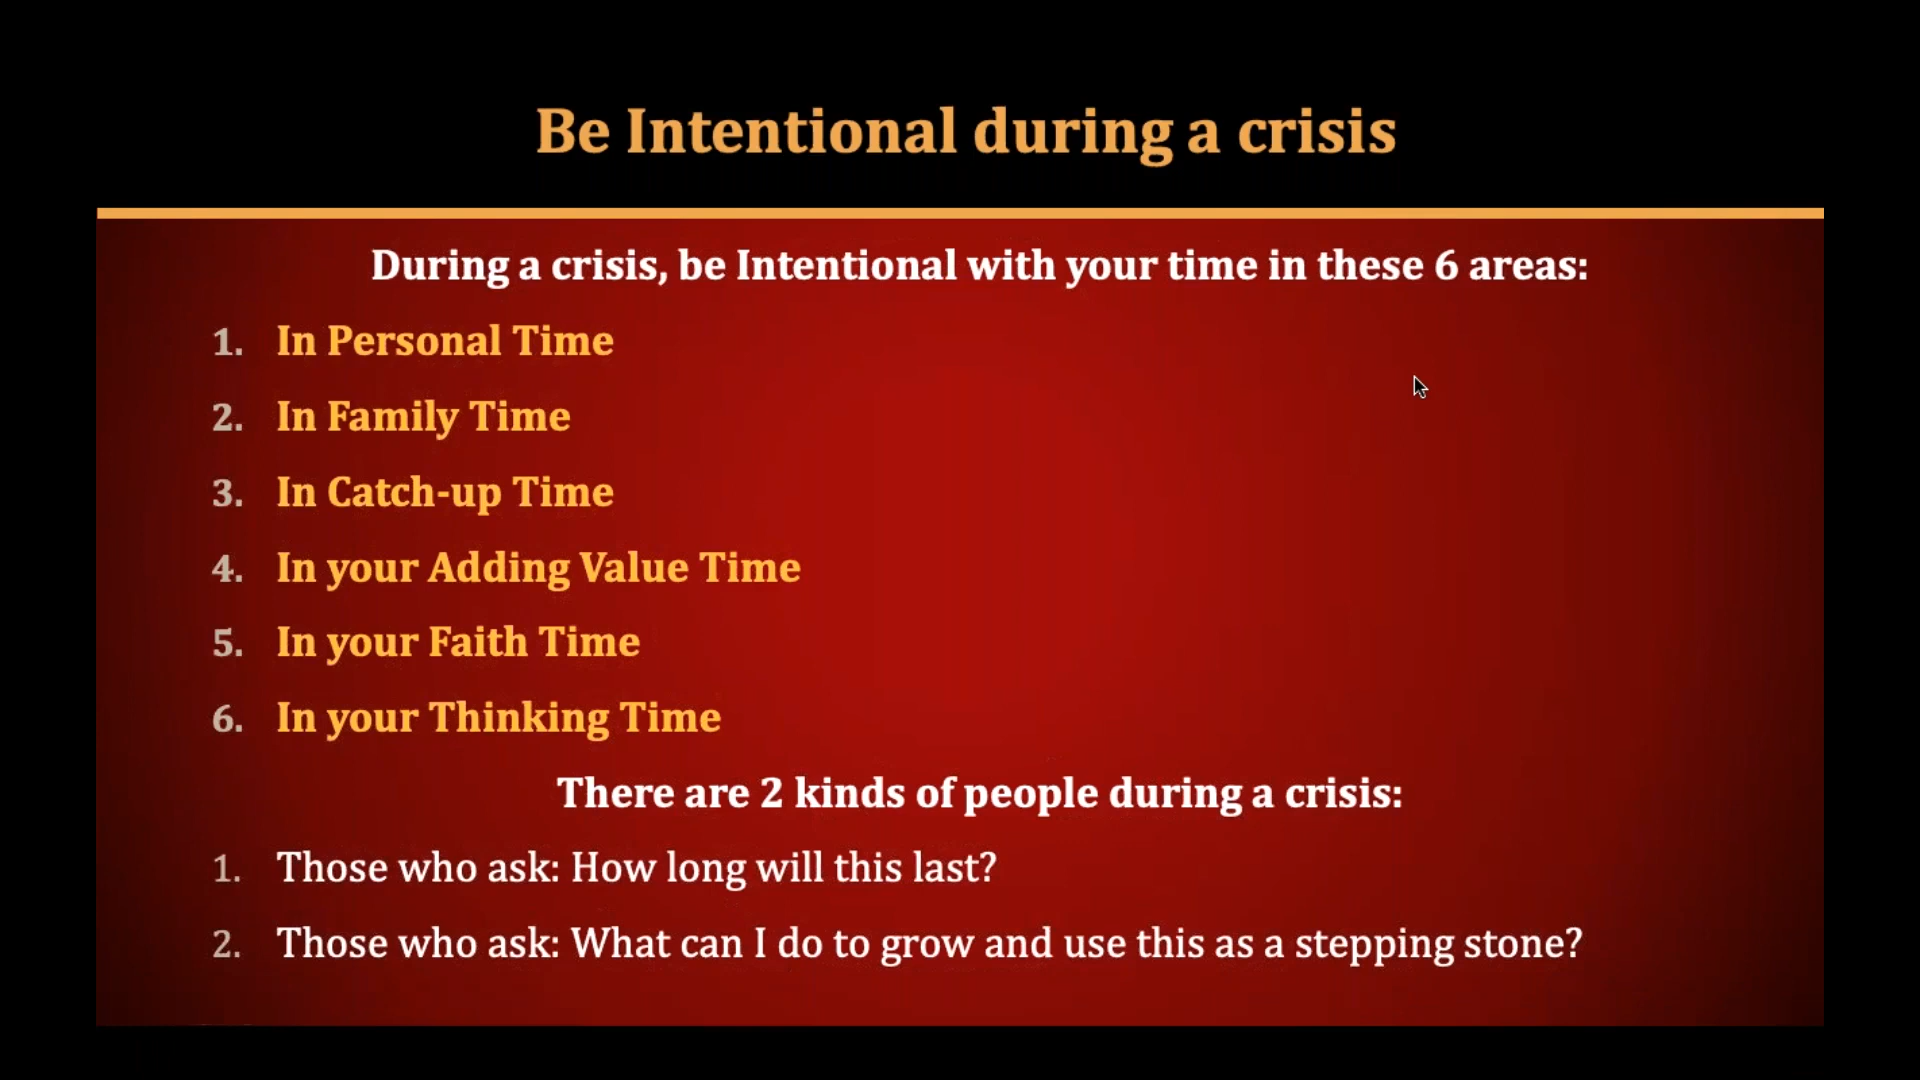 Be Intentional during a crisis
During a crisis, be Intentional with your time in these 6 areas:
1. In Personal Time
2. In Family Time
3. In Catch-up Time
4. In your Adding Value Time
5. In your Faith Time
6. In your Thinking Time
There are 2 kinds of people during a crisis:
1. Those who ask: How long will this last?
2. Those who ask: What can I do to grow and use this as a stepping stone?